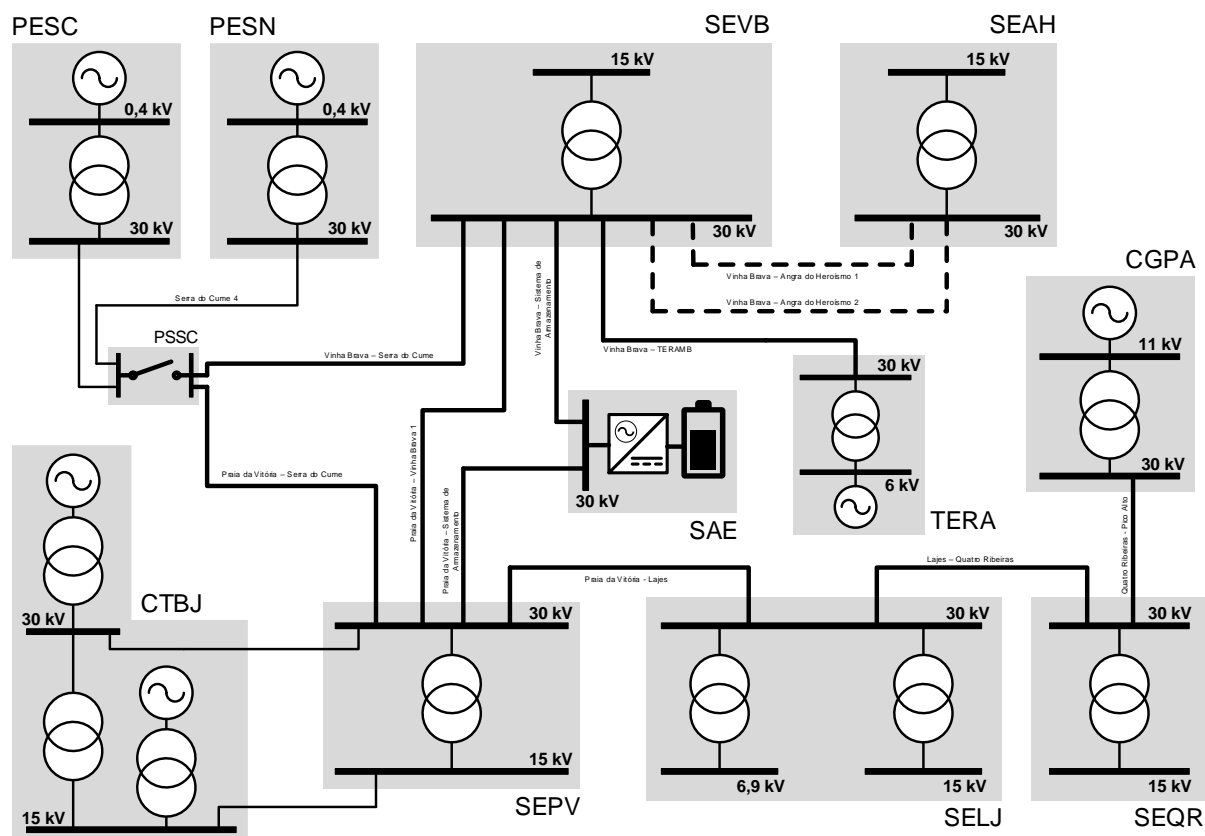 PESC
PESN
SEVB
SEAH
0,4 kV
0,4 kV
15 kV
15 kV
30 kV
30 kV
30 kV
30 kV
Vinha Brava – Angra do Heroísmo 1
Vinha Brava – Angra do Heroísmo 2
Vinha Brava – Sistema de
Armazenamento
CGPA
Serra do Cume 4
PSSC
Vinha Brava – Serra do Cume
Vinha Brava – TERAMB
11 kV
30 kV
30 kV
6 kV
TERA
30 kV
SAE
Praia da Vitória – Serra do Cume
Praia da Vitória – Vinha Brava 1
Praia da Vitória – Sistema de
Armazenamento
Quatro Ribeiras - Pico Alto
Praia da Vitória - Lajes
Lajes – Quatro Ribeiras
CTBJ
30 kV
30 kV
30 kV
30 kV
15 kV
15 kV
6,9 kV
15 kV
15 kV
SEPV
SELJ
SEQR